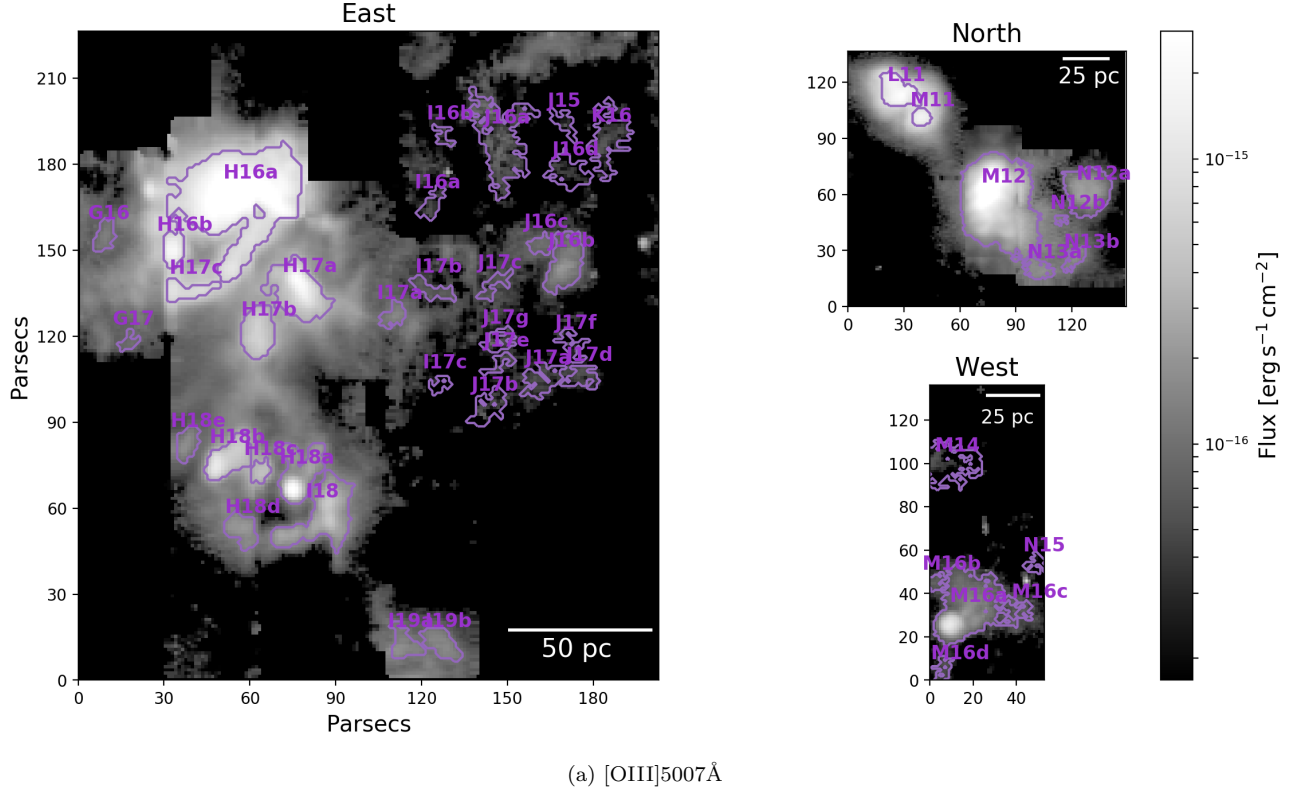 East
North
West
25 pc
L11
M11
M12
N12a
N12b
N13b
N13a
120
90
60
30
0
0 30 60 90 120
25 pc
M14
N15
M16b
M16a
M16c
M16d
120
100
80
60
40
20
0
0 20 40
210
180
150
120
90
60
30
0
Parsecs
I16b
J16a
J15
K16
J16d
H16a
I16a
G16
H16b
J16c
J16b
H17c
H17a
I17b
J17c
I17a
H17b
G17
J17g
J17f
J17e
I17c
J17a
J17d
J17b
H18e
H18b
H18c
H18a
I18
H18d
I19b
50 pc
0 30 60 90 120 150 180
Parsecs
10⁻¹⁵
10⁻¹⁶
Flux [erg s⁻¹ cm⁻²]
(a) [OIII]5007Å